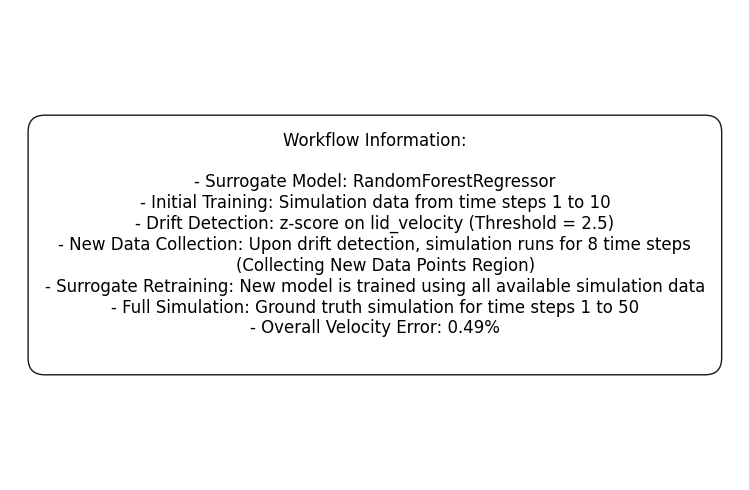 Workflow Information:
- Surrogate Model: RandomForestRegressor
- Initial Training: Simulation data from time steps 1 to 10
- Drift Detection: z-score on lid_velocity (Threshold = 2.5)
- New Data Collection: Upon drift detection, simulation runs for 8 time steps
(Collecting New Data Points Region)
- Surrogate Retraining: New model is trained using all available simulation data
- Full Simulation: Ground truth simulation for time steps 1 to 50
- Overall Velocity Error: 0.49%